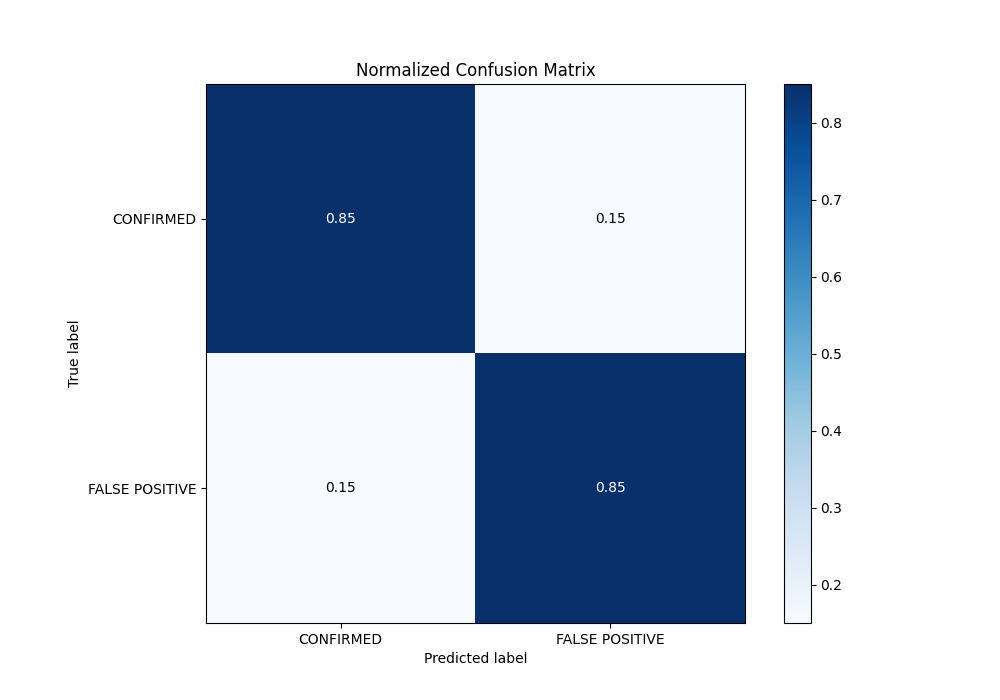 Normalized Confusion Matrix
True label
CONFIRMED
0.85
0.15
FALSE POSITIVE
0.15
0.85
CONFIRMED
FALSE POSITIVE
Predicted label
0.8
0.7
0.6
0.5
0.4
0.3
0.2